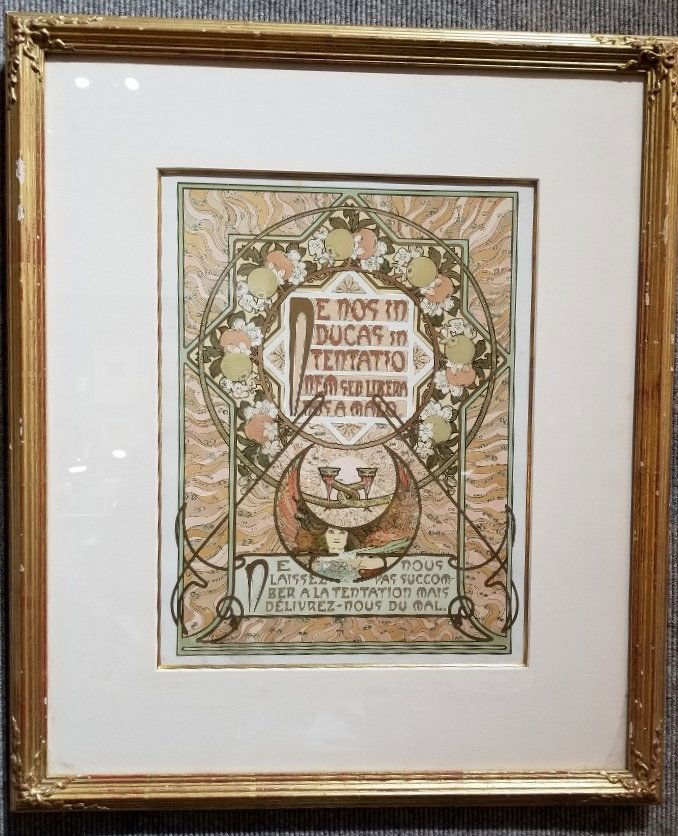 NE NOS IN
DUCAS IN
TENTATIO
NEM SED LIBERA
NOS A MALO.
NE NOUS
LAISSEZ PAS SUCCOM-
BER A LA TENTATION MAIS
DÉLIVREZ-NOUS DU MAL.